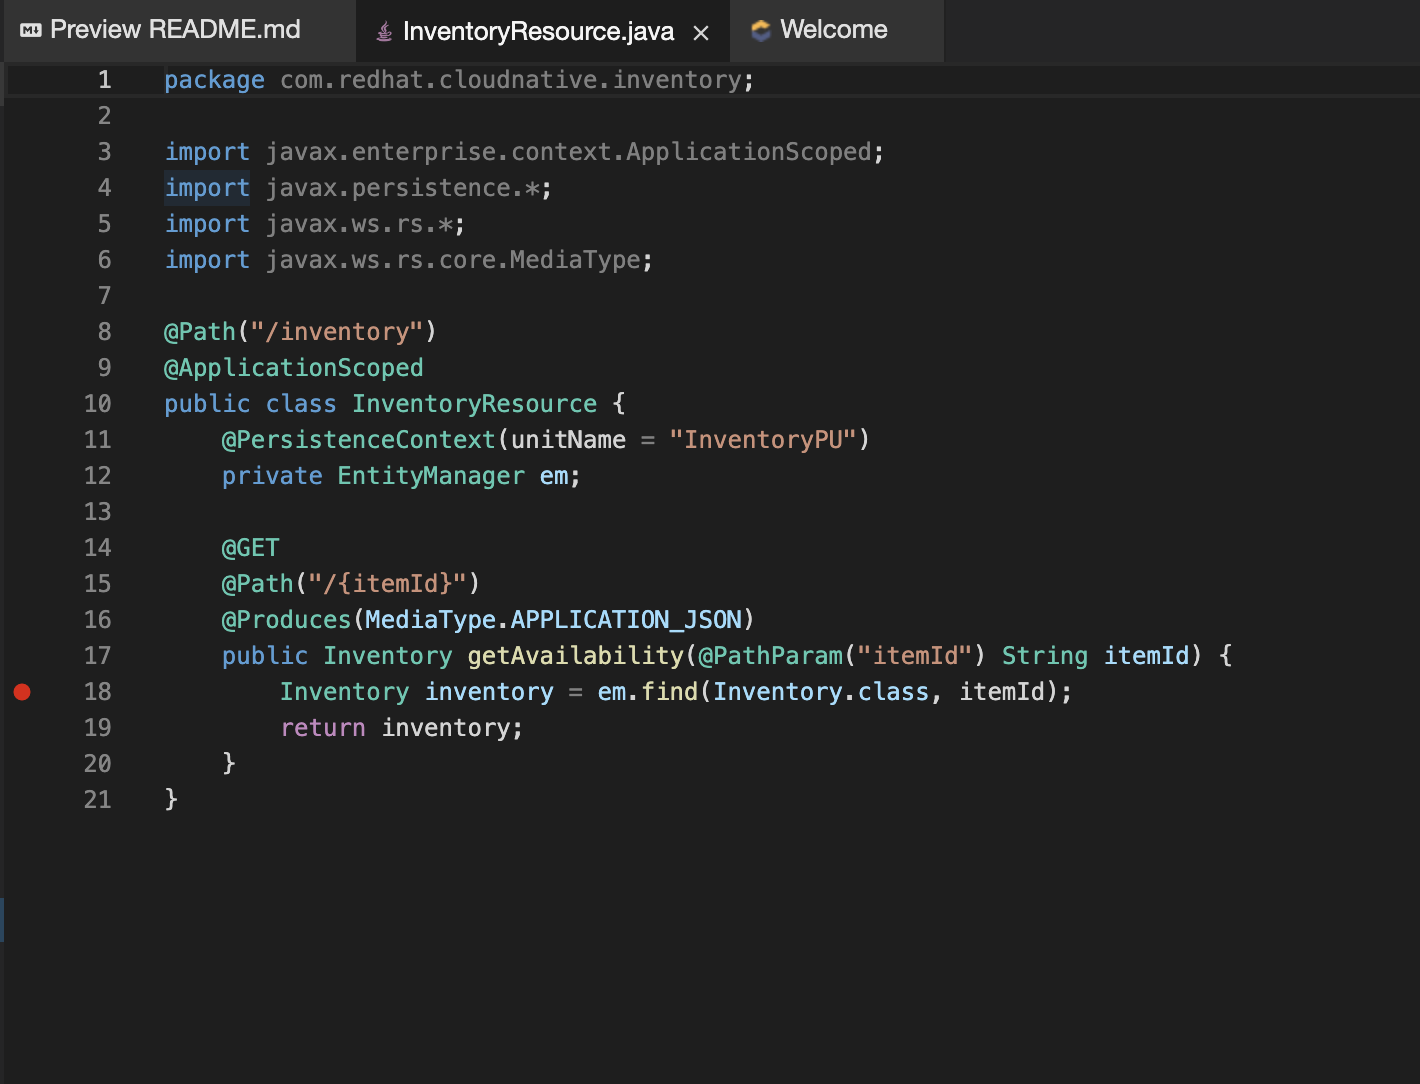 Preview README.md InventoryResource.java Welcome
1 package com.redhat.cloudnative.inventory;
2
3 import javax.enterprise.context.ApplicationScoped;
4 import javax.persistence.*;
5 import javax.ws.rs.*;
6 import javax.ws.rs.core.MediaType;
7
8 @Path("/inventory")
9 @ApplicationScoped
10 public class InventoryResource {
11     @PersistenceContext(unitName = "InventoryPU")
12     private EntityManager em;
13
14     @GET
15     @Path("/{itemId}")
16     @Produces(MediaType.APPLICATION_JSON)
17     public Inventory getAvailability(@PathParam("itemId") String itemId) {
18         Inventory inventory = em.find(Inventory.class, itemId);
19         return inventory;
20     }
21 }